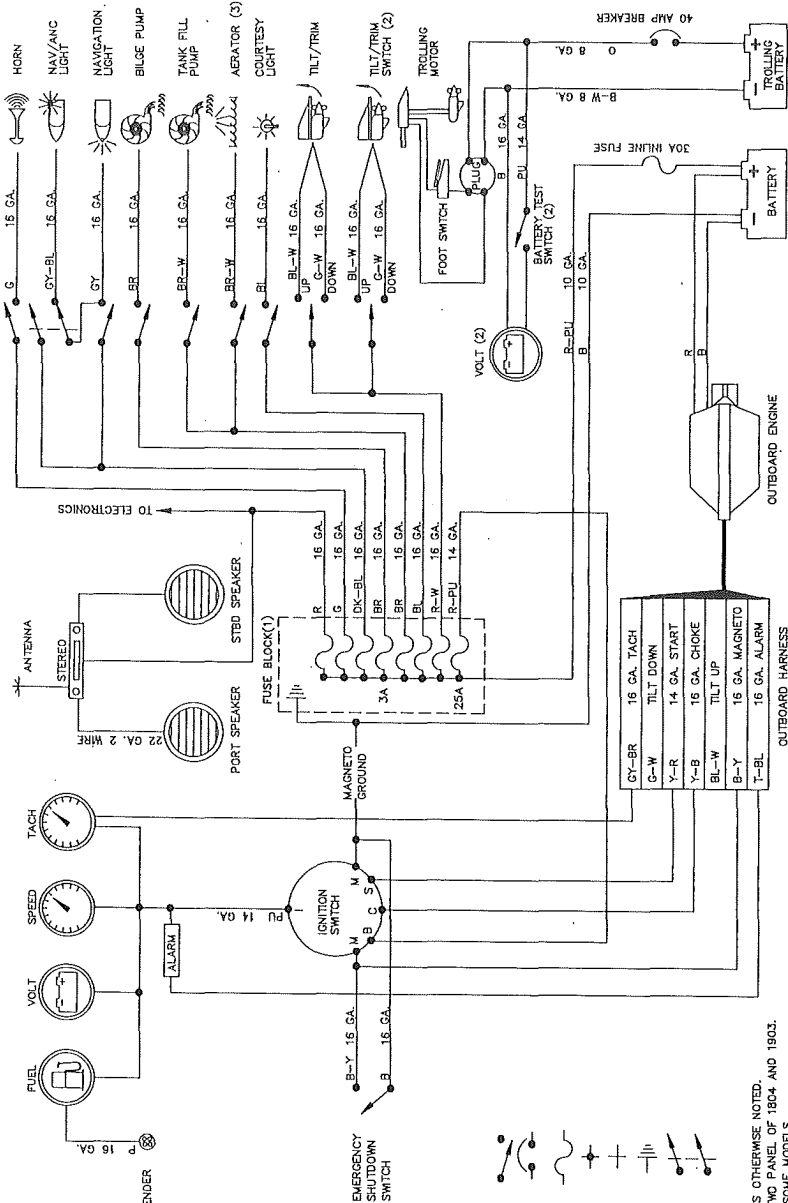 HORN
NAV/ANC
LIGHT
NAVIGATION
LIGHT
BILGE PUMP
TANK FILL
PUMP
AERATOR (3)
COURTESY
LIGHT
TILT/TRIM
TILT/TRIM
SWITCH (2)
TROLLING
MOTOR
G 16 GA.
GY-BL 16 GA.
GY 16 GA.
BR 16 GA.
BR-W 16 GA.
BR-W 16 GA.
BL 16 GA.
BL-W 16 GA.
UP
G-W 16 GA.
DOWN
BL-W 16 GA.
UP
G-W 16 GA.
DOWN
FOOT SWITCH
PLUG
B 16 GA.
PU 14 GA.
BATTERY TEST
SWITCH (2)
VOLT (2)
40 AMP BREAKER
O 8 GA.
B-W 8 GA.
TROLLING
BATTERY
30A INLINE FUSE
BATTERY
R-PU 10 GA.
B 10 GA.
R
B
OUTBOARD ENGINE
TO ELECTRONICS
ANTENNA
STEREO
STBD SPEAKER
PORT SPEAKER
22 GA. 2 WIRE
FUSE BLOCK(1)
R 16 GA.
G 16 GA.
DK-BL 16 GA.
BR 16 GA.
BR 16 GA.
BL 16 GA.
R-W 16 GA.
R-PU 14 GA.
3A
25A
TACH
SPEED
VOLT
FUEL
P 16 GA.
ENDER
ALARM
PU 14 GA.
I
IGNITION
SWITCH
M
B
C
S
M
MAGNETO
GROUND
B-Y 16 GA.
B 16 GA.
EMERGENCY
SHUTDOWN
SWITCH
GY-BR 16 GA. TACH
G-W TILT DOWN
Y-R 14 GA. START
Y-B 16 GA. CHOKE
BL-W TILT UP
B-Y 16 GA. MAGNETO
T-BL 16 GA. ALARM
OUTBOARD HARNESS
S OTHERWISE NOTED.
WO PANEL OF 1804 AND 1903.
SOME MODELS